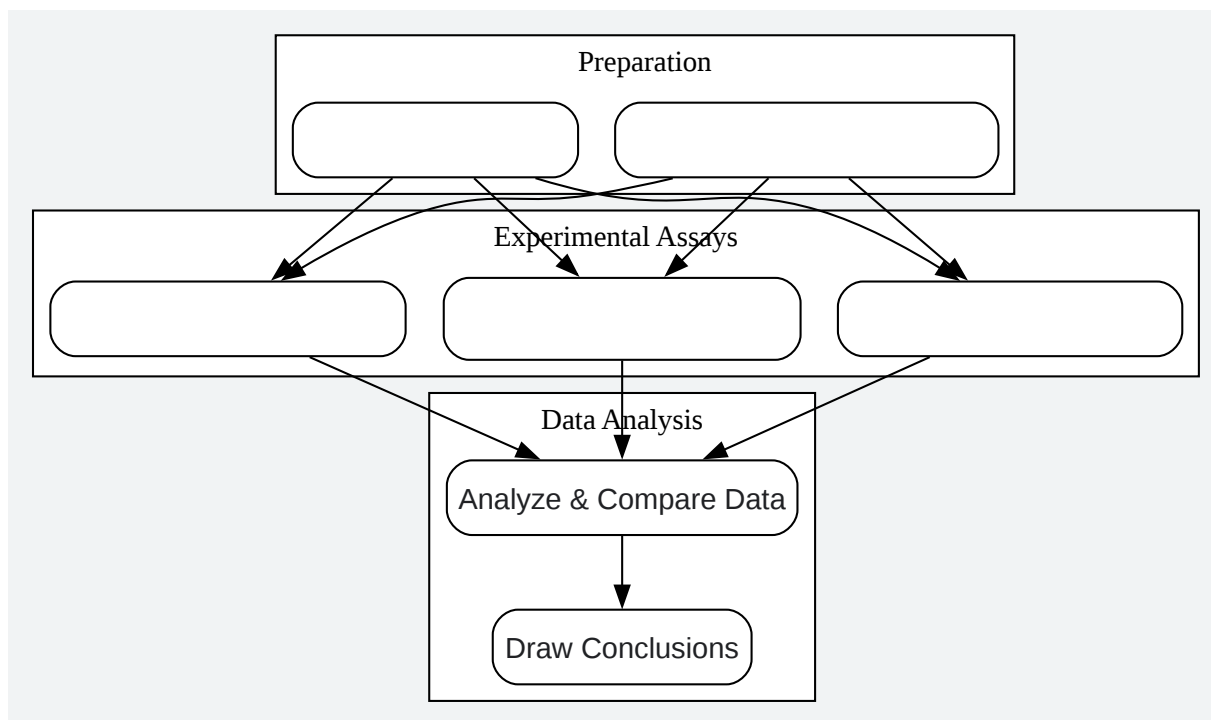 Preparation
Experimental Assays
Data Analysis
Analyze & Compare Data
Draw Conclusions